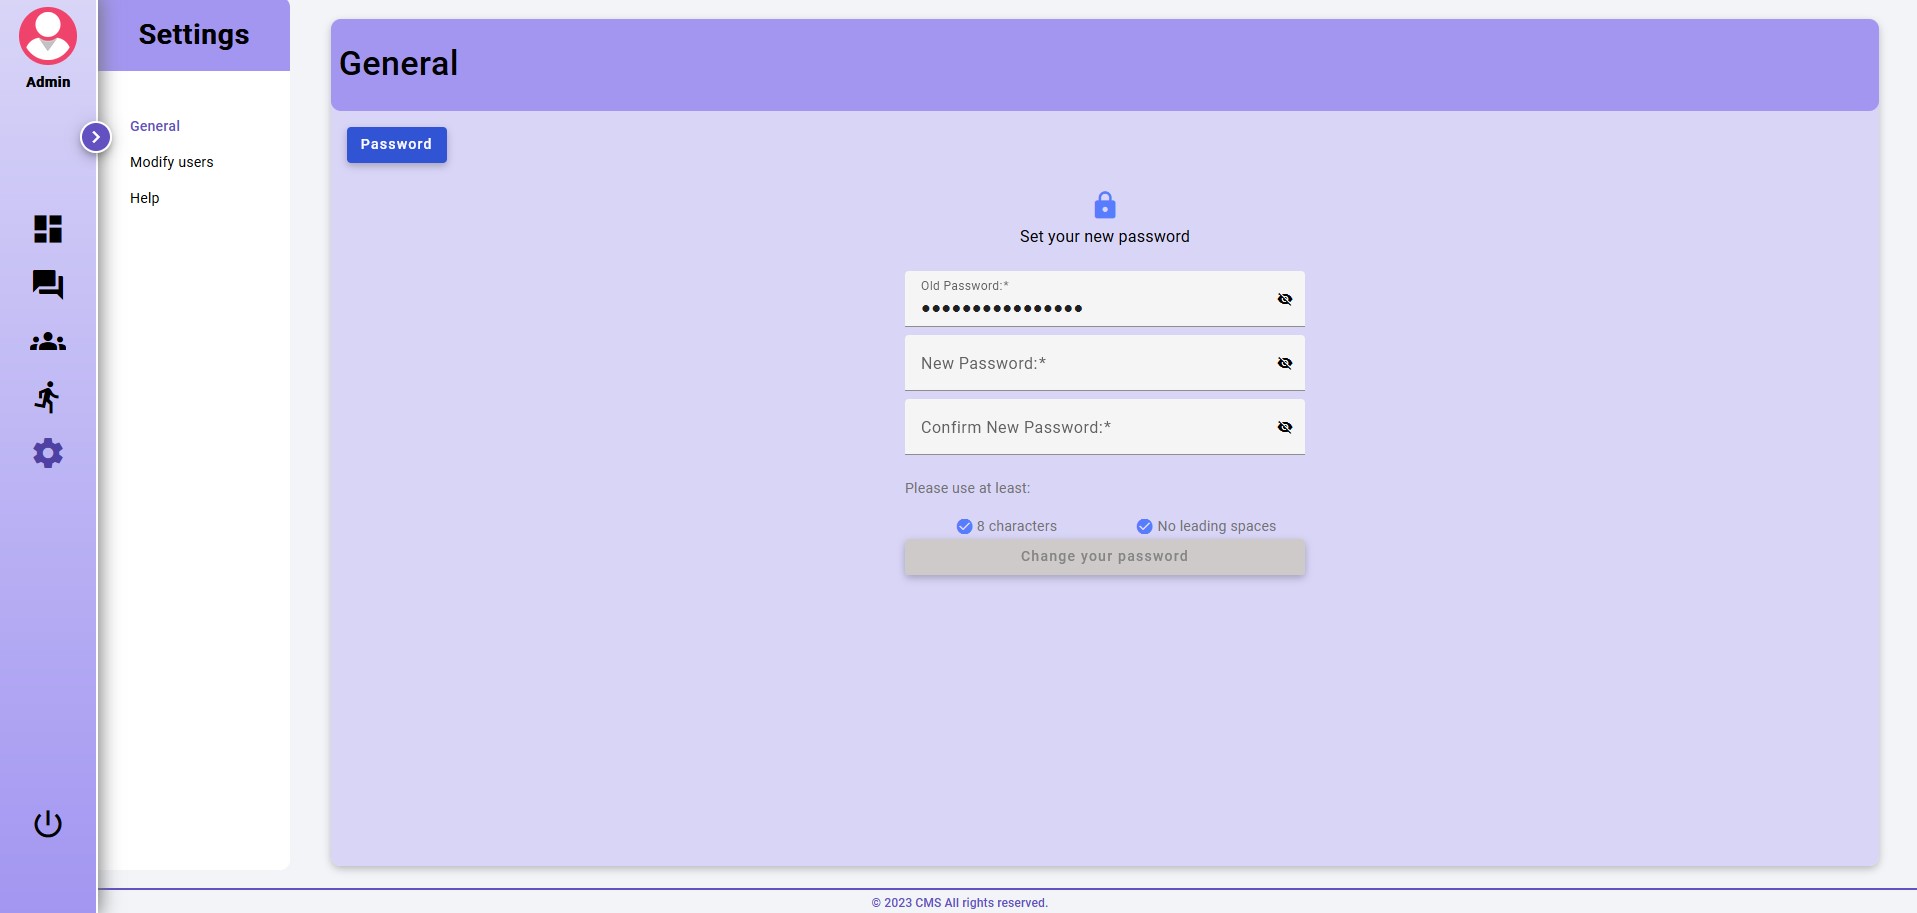 Admin
Settings
General
Modify users
Help
General
Password
Set your new password
Old Password:*
••••••••••••••••
New Password:*
Confirm New Password:*
Please use at least:
8 characters
No leading spaces
Change your password
© 2023 CMS All rights reserved.